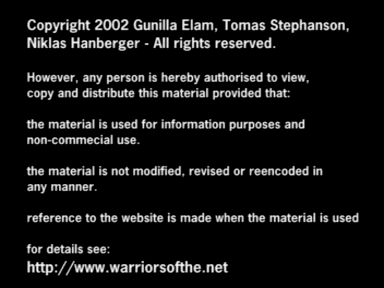 Copyright 2002 Gunilla Elam, Tomas Stephanson,
Niklas Hanberger - All rights reserved.
However, any person is hereby authorised to view,
copy and distribute this material provided that:
the material is used for information purposes and
non-commecial use.
the material is not modified, revised or reencoded in
any manner.
reference to the website is made when the material is used
for details see:
http://www.warriorsofthe.net